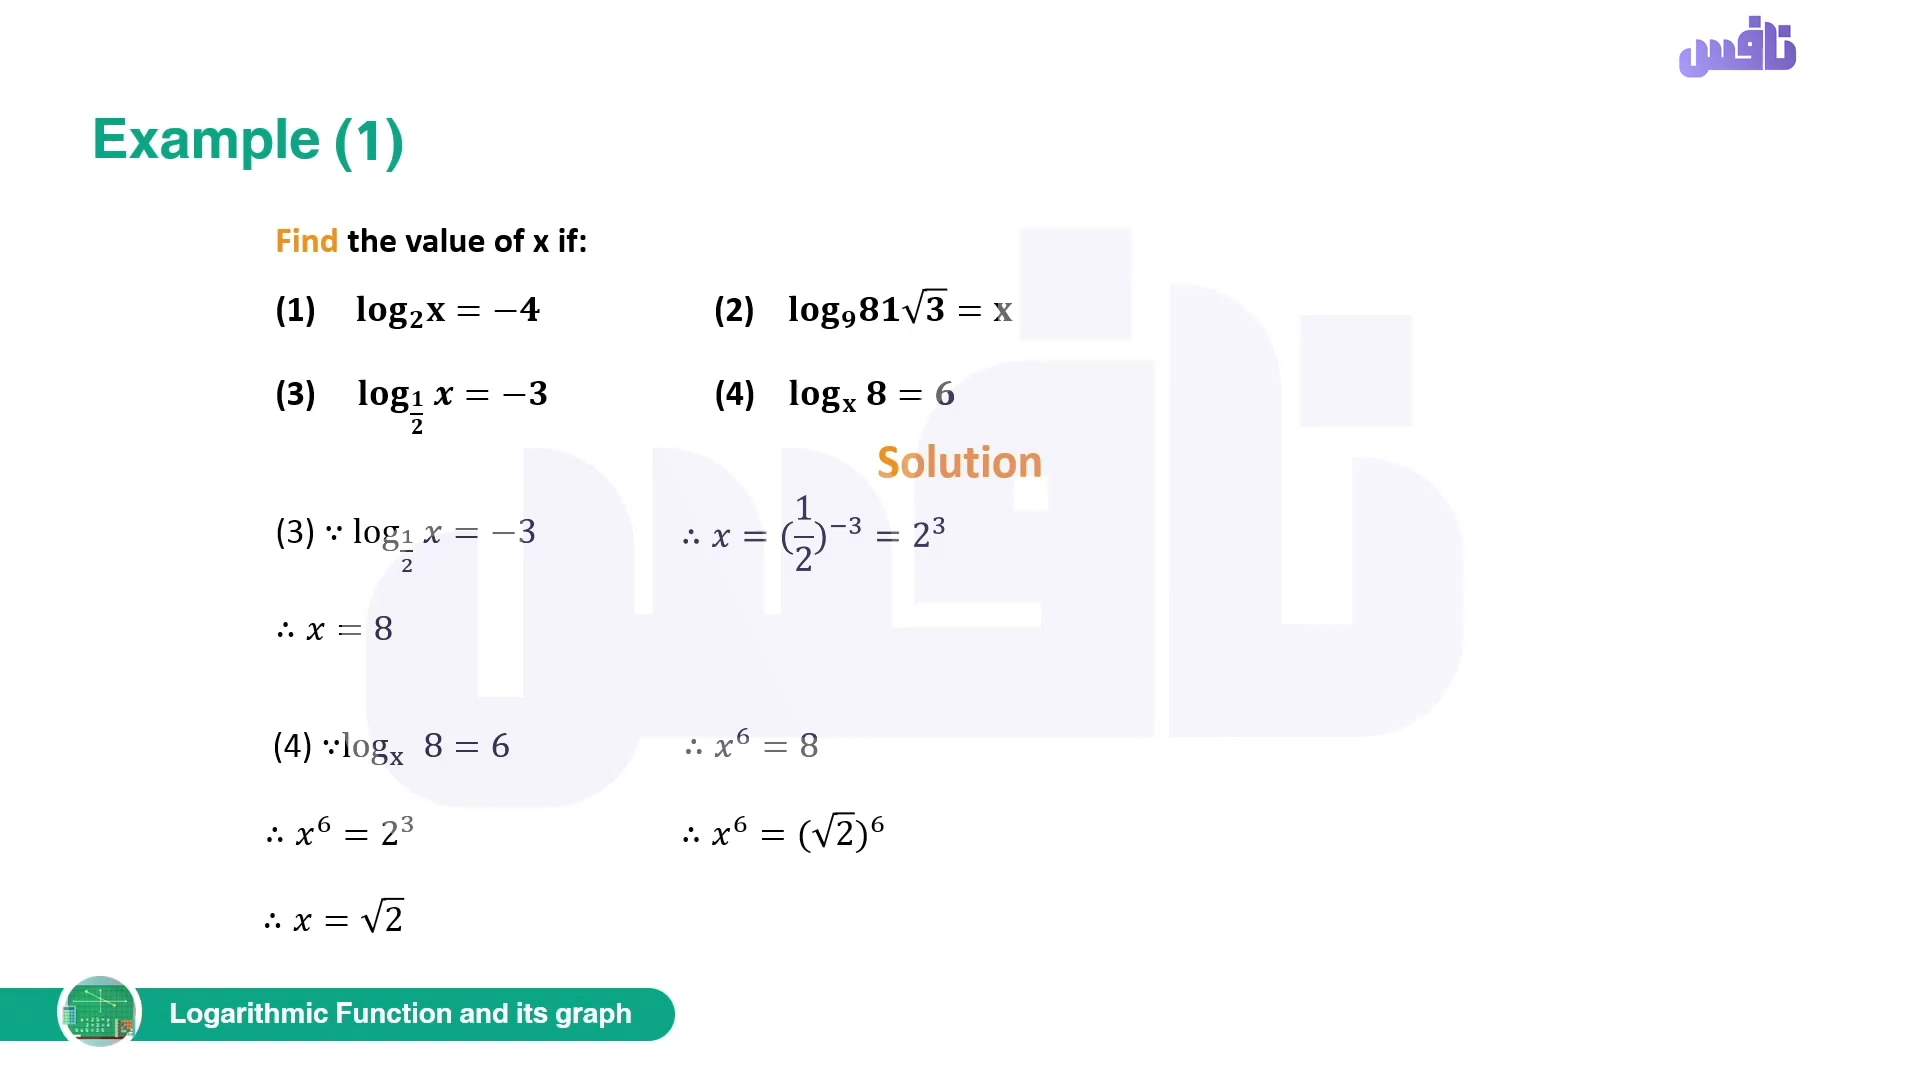 نافس
Example (1)
Find the value of x if:
(1) log₂x = −4 (2) log₉81√3 = x
(3) log_{1/2} x = −3 (4) logₓ 8 = 6
Solution
(3) ∵ log_{1/2} x = −3 ∴ x = (1/2)⁻³ = 2³
∴ x = 8
(4) ∵logₓ 8 = 6 ∴ x⁶ = 8
∴ x⁶ = 2³ ∴ x⁶ = (√2)⁶
∴ x = √2
Logarithmic Function and its graph